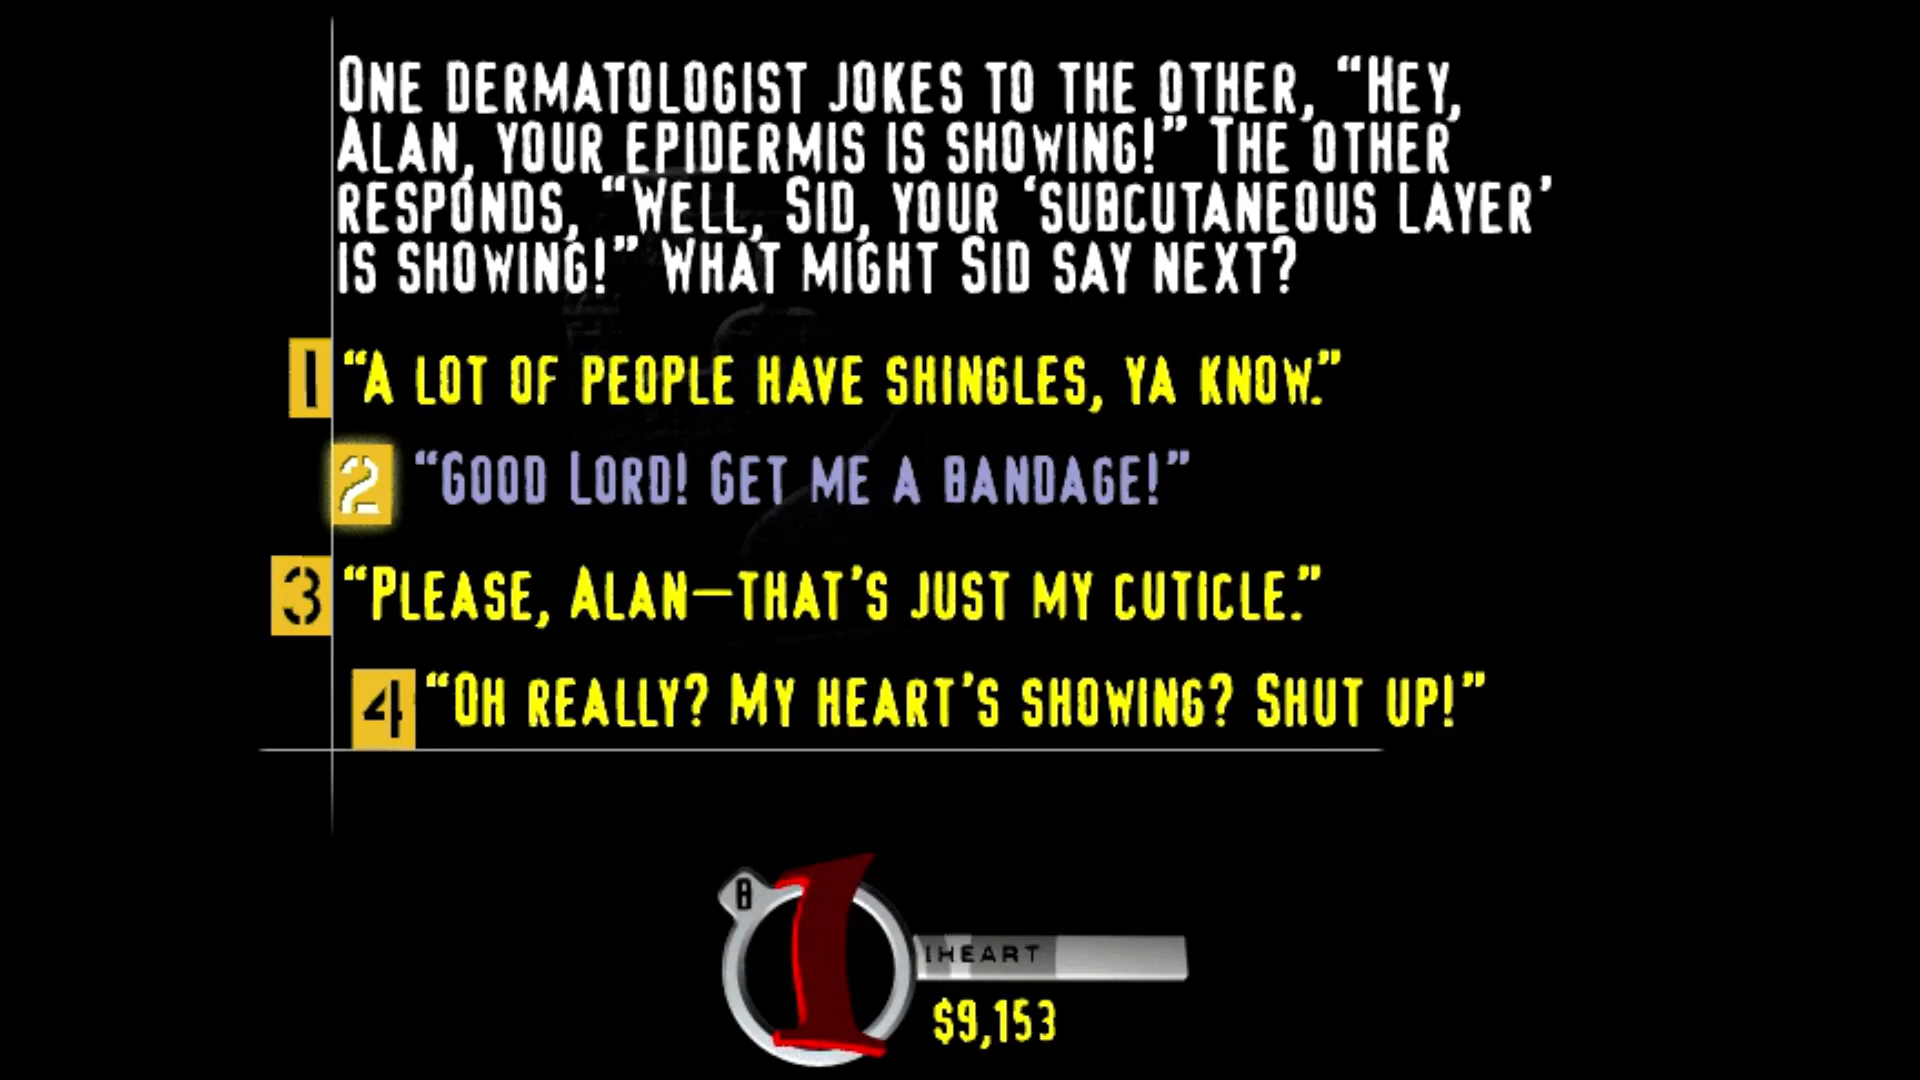 ONE DERMATOLOGIST JOKES TO THE OTHER, “HEY,
ALAN, YOUR EPIDERMIS IS SHOWING!” THE OTHER
RESPONDS, “WELL, SID, YOUR ‘SUBCUTANEOUS LAYER’
IS SHOWING!” WHAT MIGHT SID SAY NEXT?
1 “A LOT OF PEOPLE HAVE SHINGLES, YA KNOW.”
2 “GOOD LORD! GET ME A BANDAGE!”
3 “PLEASE, ALAN—THAT’S JUST MY CUTICLE.”
4 “OH REALLY? MY HEART’S SHOWING? SHUT UP!”
B 1
IHEART
$9,153